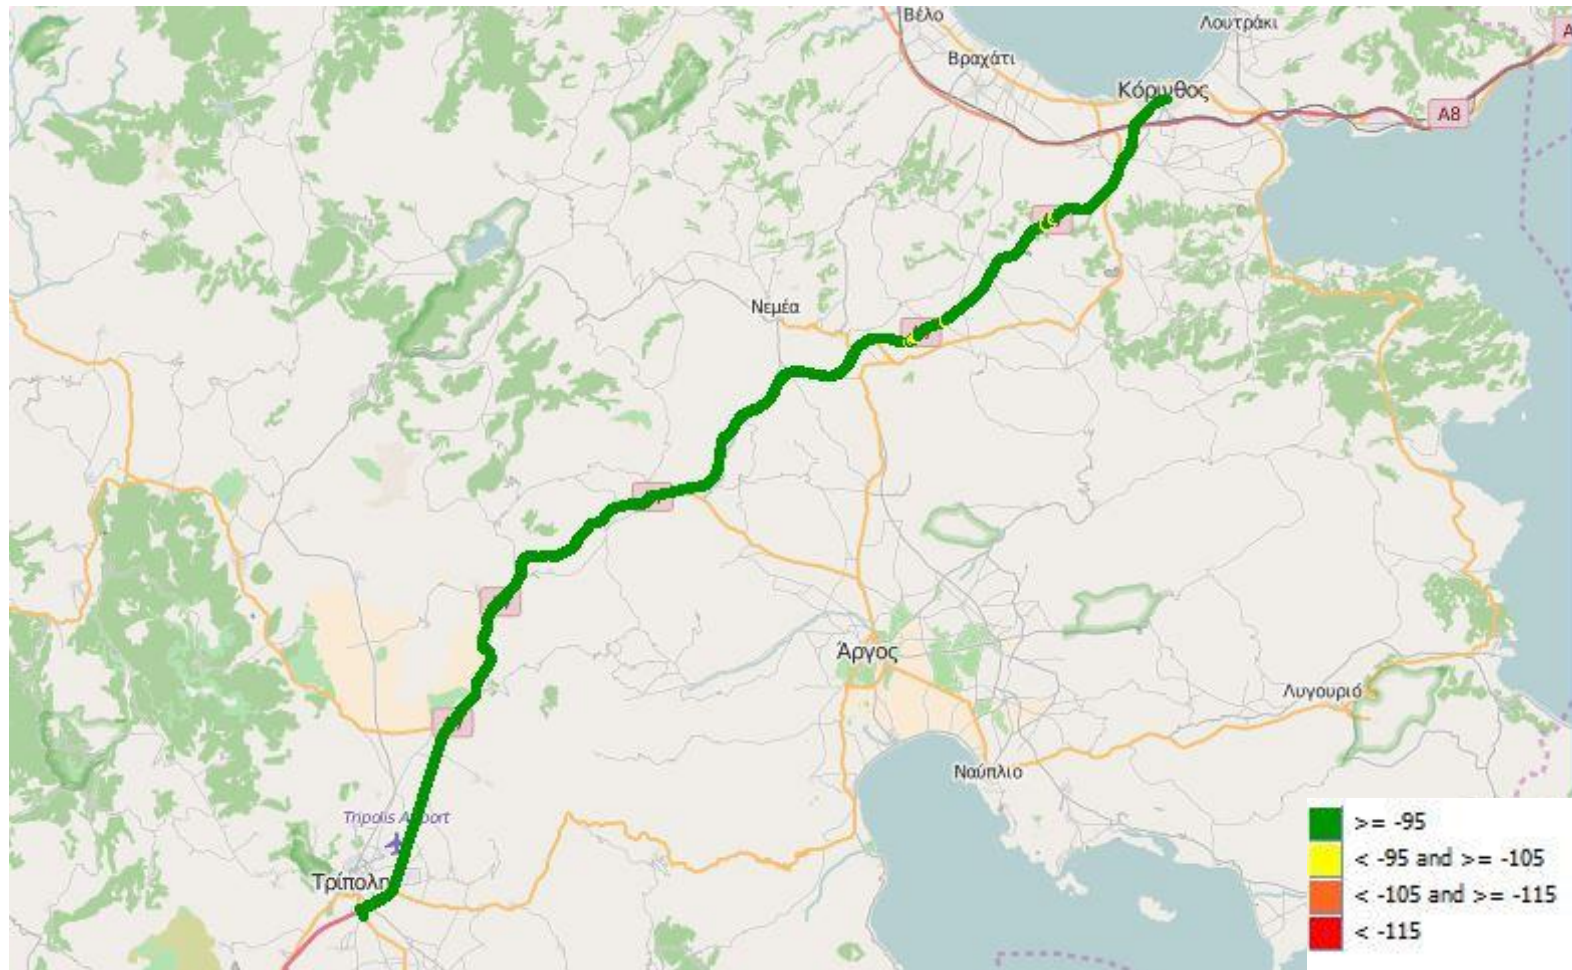 Βέλο
Λουτράκι
A
Βραχάτι
Κόρινθος
A8
Νεμέα
Άργος
Λυγουριό
Ναύπλιο
Tripolis Airport
Τρίπολη
>= -95
< -95 and >= -105
< -105 and >= -115
< -115